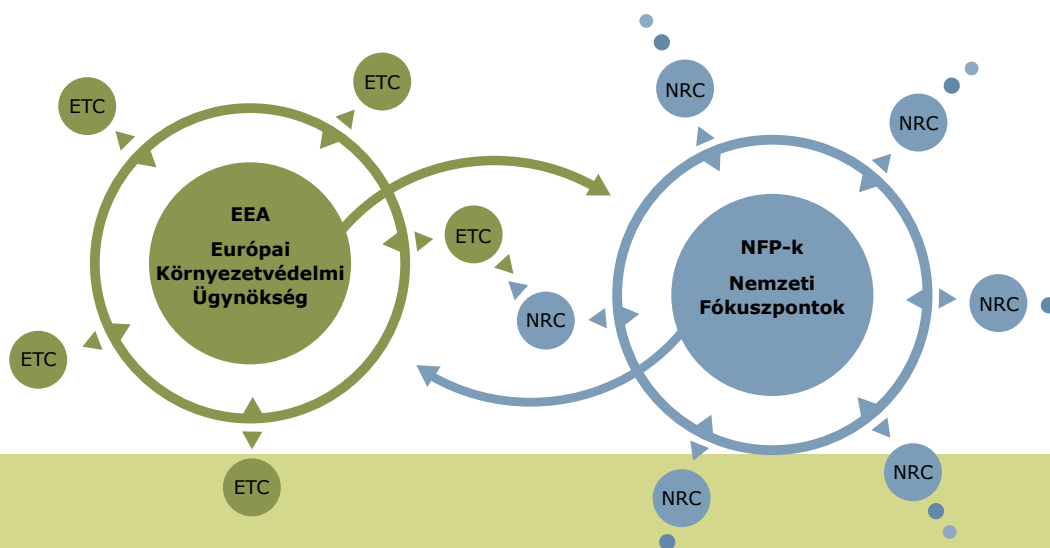 ETC
ETC
EEA
Európai
Környezetvédelmi
Ügynökség
ETC
ETC
ETC
NRC
NRC
NRC
NFP-k
Nemzeti
Fókuszpontok
NRC
NRC
NRC